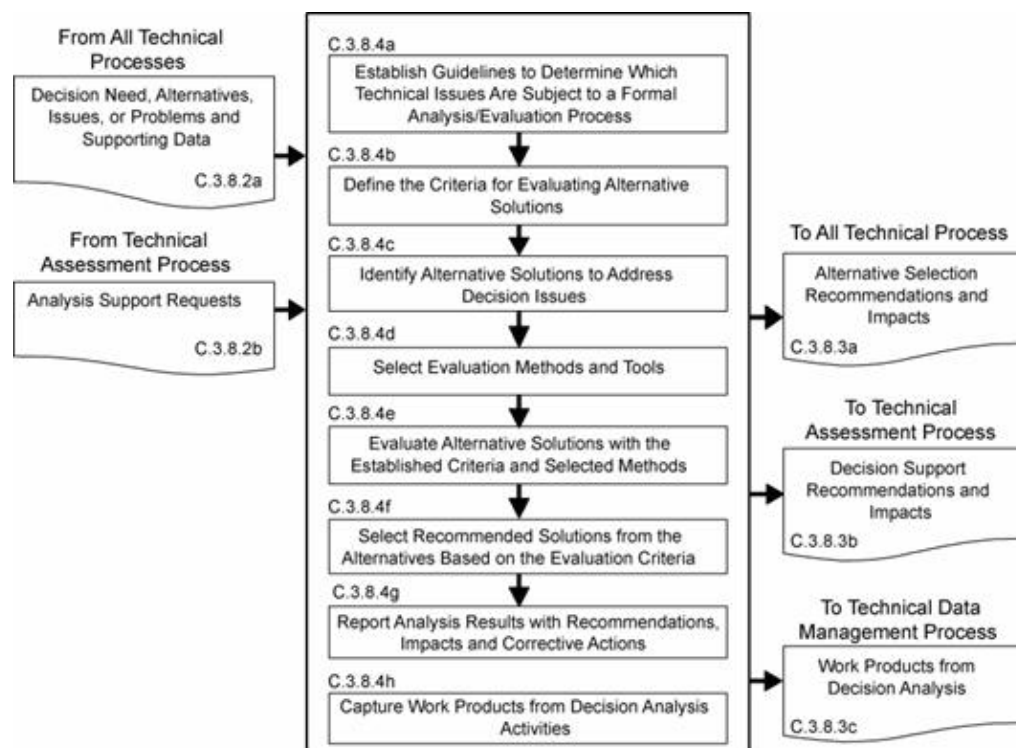 From All Technical
Processes
Decision Need, Alternatives,
Issues, or Problems and
Supporting Data
C.3.8.2a
From Technical
Assessment Process
Analysis Support Requests
C.3.8.2b
C.3.8.4a
Establish Guidelines to Determine Which
Technical Issues Are Subject to a Formal
Analysis/Evaluation Process
C.3.8.4b
Define the Criteria for Evaluating Alternative
Solutions
C.3.8.4c
Identify Alternative Solutions to Address
Decision Issues
C.3.8.4d
Select Evaluation Methods and Tools
C.3.8.4e
Evaluate Alternative Solutions with the
Established Criteria and Selected Methods
C.3.8.4f
Select Recommended Solutions from the
Alternatives Based on the Evaluation Criteria
C.3.8.4g
Report Analysis Results with Recommendations,
Impacts and Corrective Actions
C.3.8.4h
Capture Work Products from Decision Analysis
Activities
To All Technical Process
Alternative Selection
Recommendations and
Impacts
C.3.8.3a
To Technical
Assessment Process
Decision Support
Recommendations and
Impacts
C.3.8.3b
To Technical Data
Management Process
Work Products from
Decision Analysis
C.3.8.3c